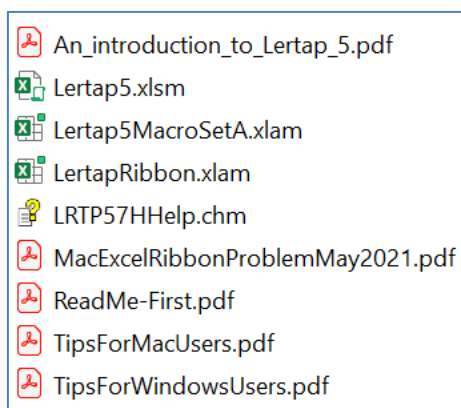 An_introduction_to_Lertap_5.pdf
Lertap5.xlsm
Lertap5MacroSetA.xlam
LertapRibbon.xlam
LRTP57HHelp.chm
MacExcelRibbonProblemMay2021.pdf
ReadMe-First.pdf
TipsForMacUsers.pdf
TipsForWindowsUsers.pdf